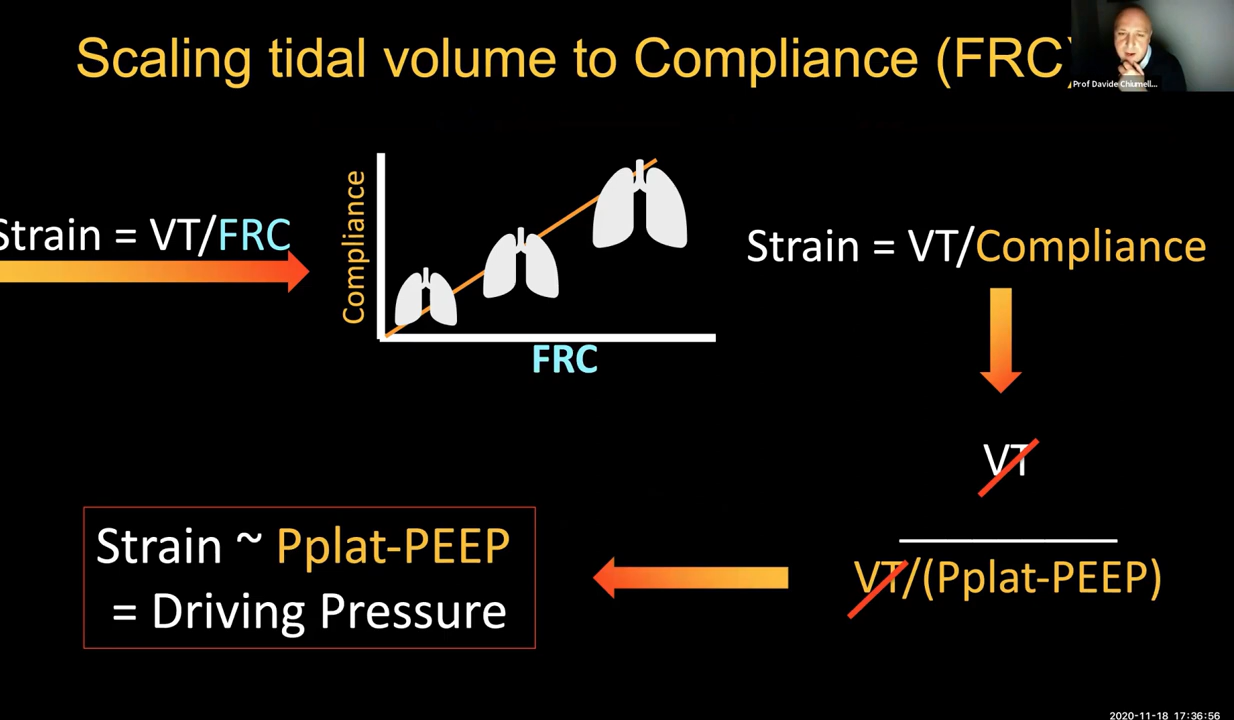 Scaling tidal volume to Compliance (FRC)
Prof Davide Chiumell...
Strain = VT/FRC
Compliance
FRC
Strain = VT/Compliance
VT
VT/(Pplat-PEEP)
Strain ~ Pplat-PEEP
= Driving Pressure
2020-11-18 17:36:56